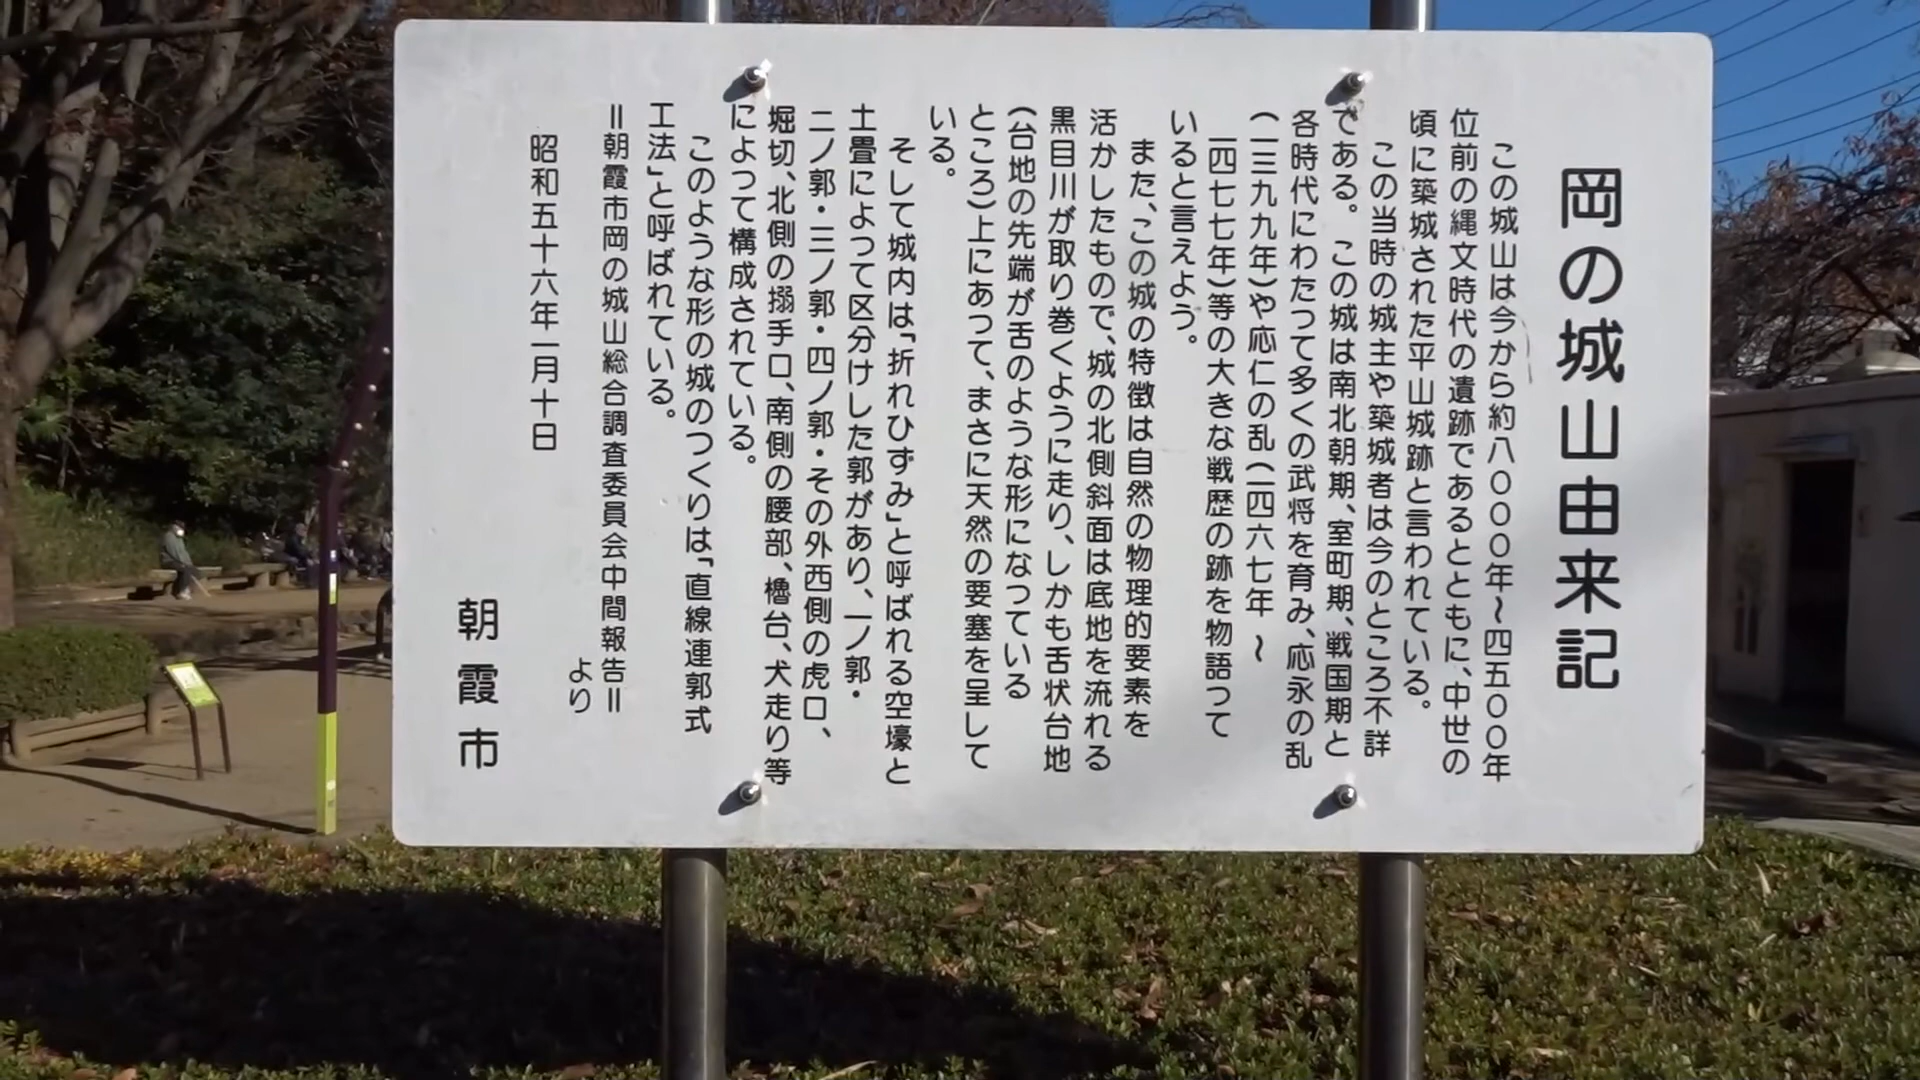 岡の城山由来記
この城山は今から約八〇〇〇年~四五〇〇年
位前の縄文時代の遺跡であるとともに、中世の
頃に築城された平山城跡と言われている。
この当時の城主や築城者は今のところ不詳
である。この城は南北朝期、室町期、戦国期と
各時代にわたって多くの武将を育み、応永の乱
(一三九九年)や応仁の乱(一四六七年~
一四七七年)等の大きな戦歴の跡を物語って
いると言えよう。
また、この城の特徴は自然の物理的要素を
活かしたもので、城の北側斜面は底地を流れる
黒目川が取り巻くように走り、しかも舌状台地
(台地の先端が舌のような形になっている
ところ)上にあって、まさに天然の要塞を呈して
いる。
そして城内は「折れひずみ」と呼ばれる空壕と
土畳によって区分けした郭があり、一ノ郭・
二ノ郭・三ノ郭・四ノ郭・その外西側の虎口、
堀切、北側の搦手口、南側の腰部、櫓台、犬走り等
によって構成されている。
このような形の城のつくりは「直線連郭式
工法」と呼ばれている。
=朝霞市岡の城山総合調査委員会中間報告=
より
昭和五十六年一月十日
朝霞市